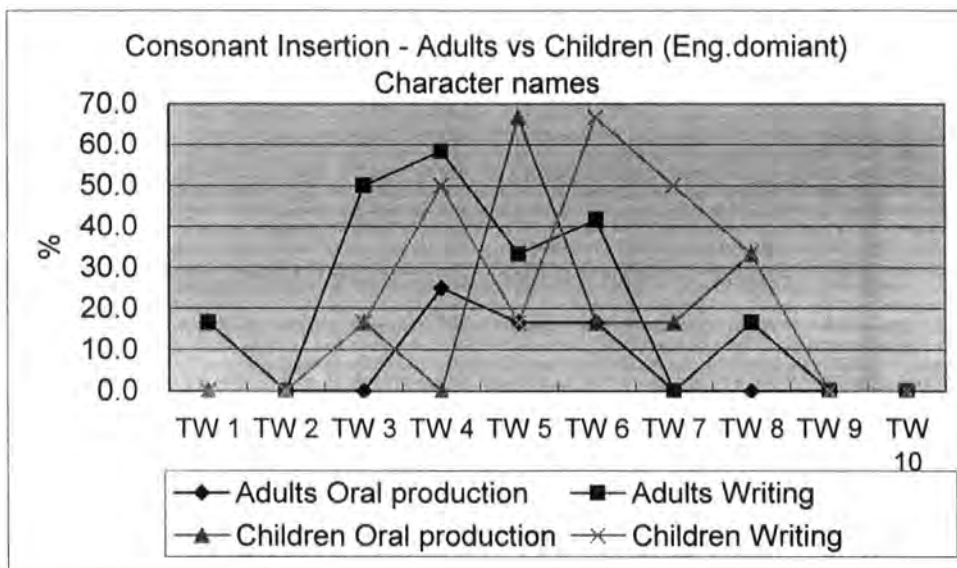 Consonant Insertion - Adults vs Children (Eng.domiant)
Character names
70.0
60.0
50.0
40.0
30.0
20.0
10.0
0.0
%
TW 1 TW 2 TW 3 TW 4 TW 5 TW 6 TW 7 TW 8 TW 9 TW 10
Adults Oral production Adults Writing
Children Oral production Children Writing